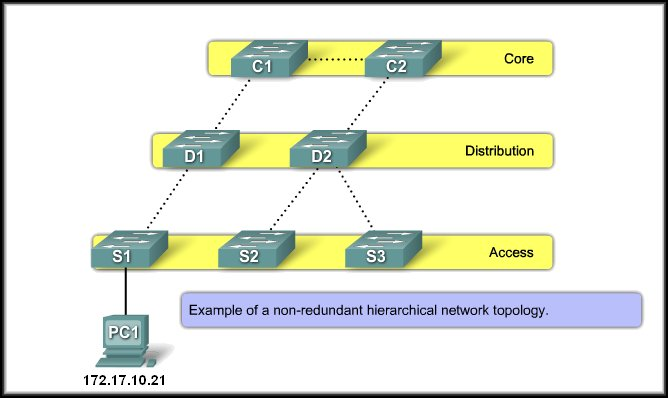 C1
C2
Core
D1
D2
Distribution
S1
S2
S3
Access
Example of a non-redundant hierarchical network topology.
PC1
172.17.10.21